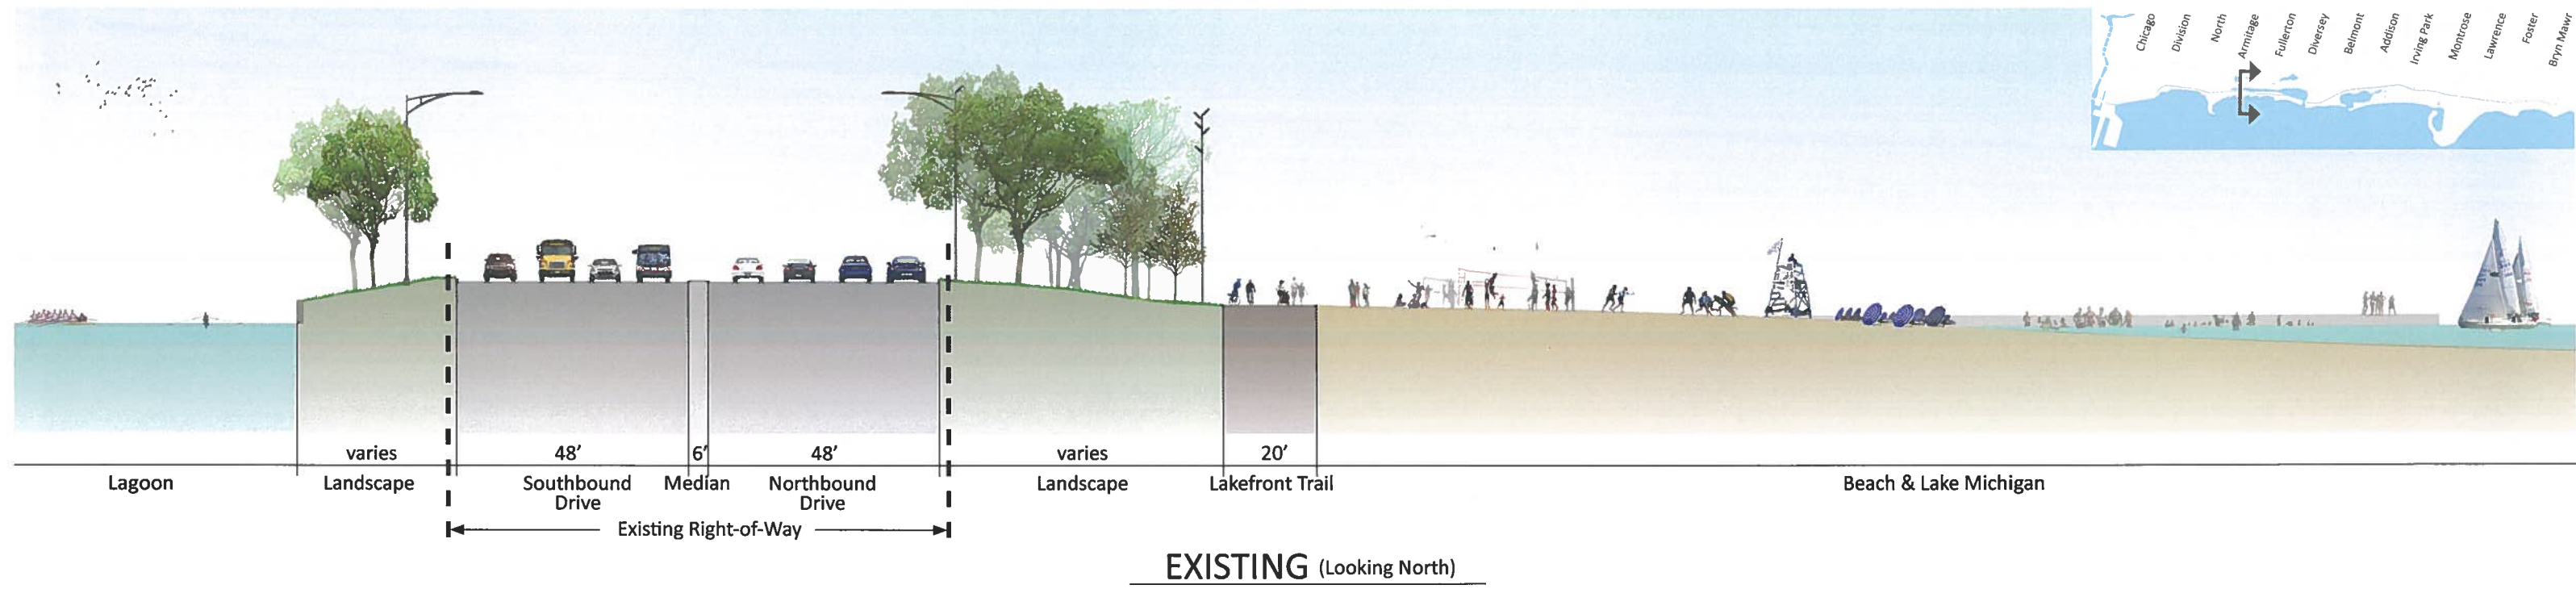 Chicago
Division
North
Armitage
Fullerton
Diversey
Belmont
Addison
Irving Park
Montrose
Lawrence
Foster
Bryn Mawr
varies
48’
6’
48’
varies
20’
Lagoon
Landscape
Southbound
Drive
Median
Northbound
Drive
Landscape
Lakefront Trail
Beach & Lake Michigan
Existing Right-of-Way
EXISTING (Looking North)